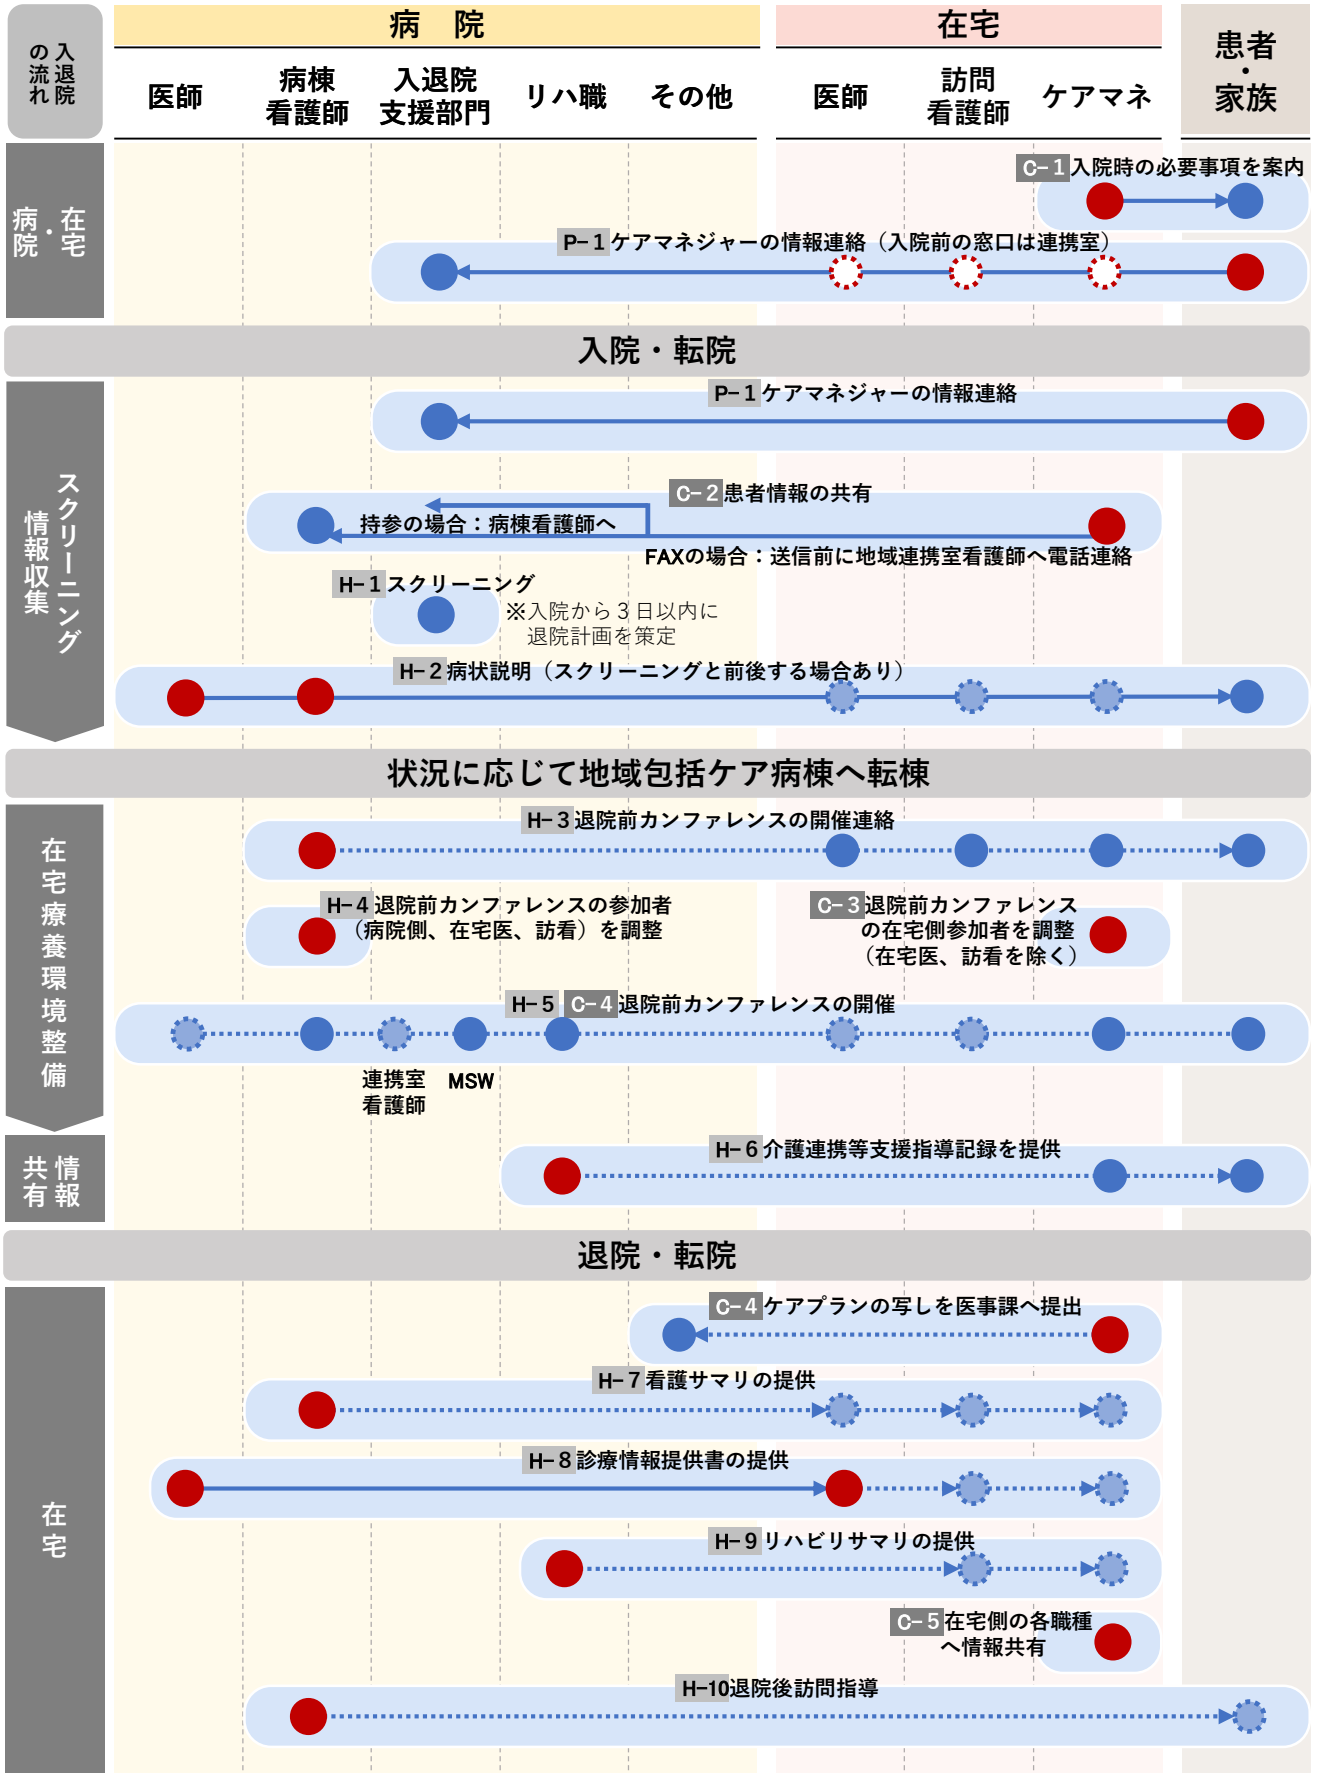 入退院
の流れ
病　院
在宅
患者
・
家族
医師
病棟
看護師
入退院
支援部門
リハ職
その他
医師
訪問
看護師
ケアマネ
在宅
・
病院
C−1 入院時の必要事項を案内
P−1 ケアマネジャーの情報連絡（入院前の窓口は連携室）
入院・転院
スクリーニング
情報収集
P−1 ケアマネジャーの情報連絡
C−2 患者情報の共有
持参の場合：病棟看護師へ
FAXの場合：送信前に地域連携室看護師へ電話連絡
H−1 スクリーニング
※入院から３日以内に
退院計画を策定
H−2 病状説明（スクリーニングと前後する場合あり）
状況に応じて地域包括ケア病棟へ転棟
在宅療養環境整備
H−3 退院前カンファレンスの開催連絡
H−4 退院前カンファレンスの参加者
（病院側、在宅医、訪看）を調整
C−3 退院前カンファレンス
の在宅側参加者を調整
（在宅医、訪看を除く）
H−5 C−4 退院前カンファレンスの開催
連携室
看護師
MSW
情報
共有
H−6 介護連携等支援指導記録を提供
退院・転院
在宅
C−4 ケアプランの写しを医事課へ提出
H−7 看護サマリの提供
H−8 診療情報提供書の提供
H−9 リハビリサマリの提供
C−5 在宅側の各職種
へ情報共有
H−10 退院後訪問指導